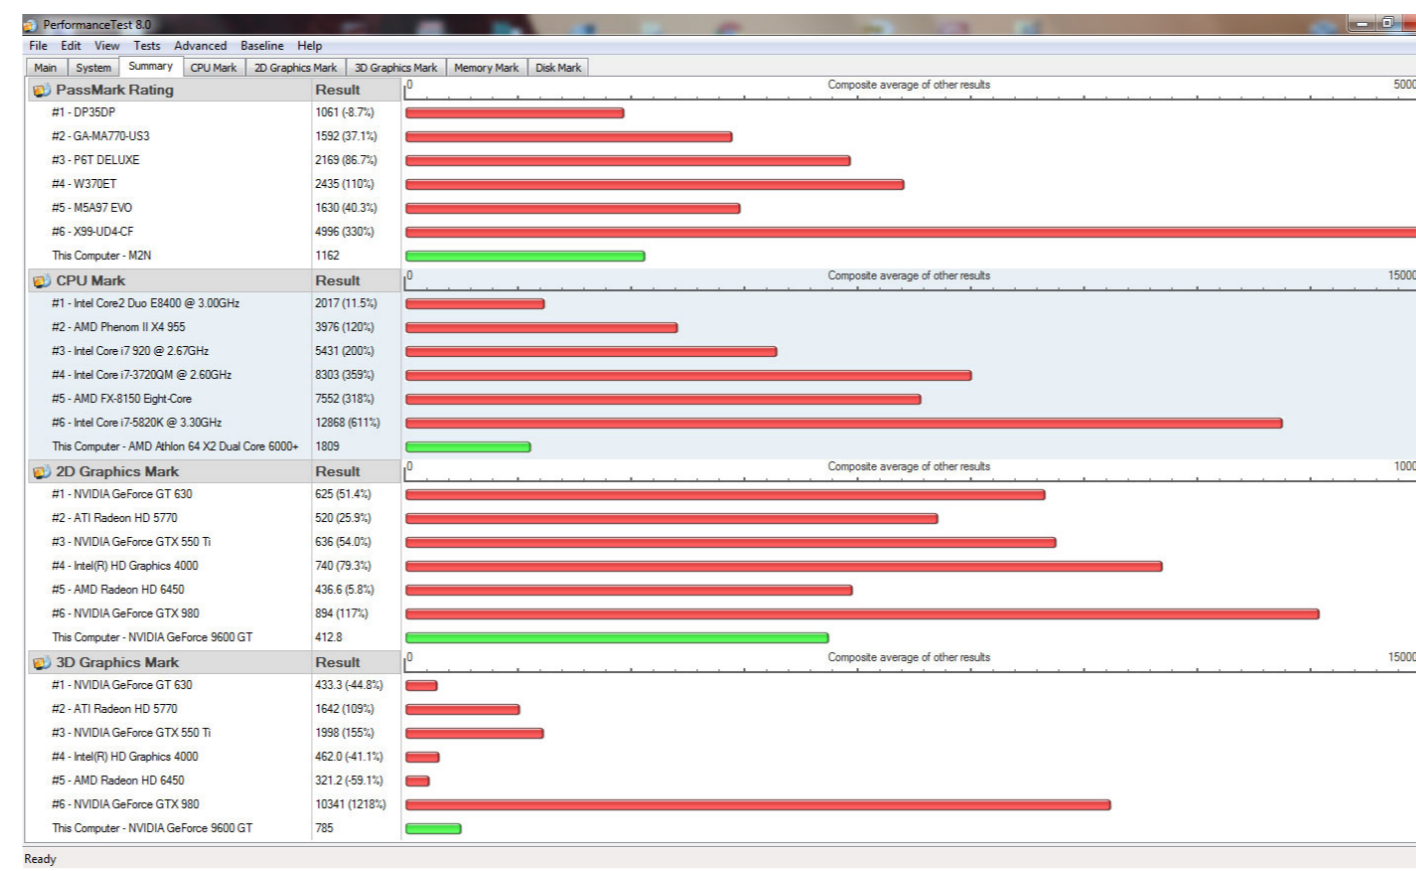 PerformanceTest 8.0
File Edit View Tests Advanced Baseline Help
Main System Summary CPU Mark 2D Graphics Mark 3D Graphics Mark Memory Mark Disk Mark
PassMark Rating Result 0 Composite average of other results 5000
#1 - DP35DP 1061 (-8.7%)
#2 - GA-MA770-US3 1592 (37.1%)
#3 - P6T DELUXE 2169 (86.7%)
#4 - W370ET 2435 (110%)
#5 - M5A97 EVO 1630 (40.3%)
#6 - X99-UD4-CF 4996 (330%)
This Computer - M2N 1162
CPU Mark Result 0 Composite average of other results 15000
#1 - Intel Core2 Duo E8400 @ 3.00GHz 2017 (11.5%)
#2 - AMD Phenom II X4 955 3976 (120%)
#3 - Intel Core i7 920 @ 2.67GHz 5431 (200%)
#4 - Intel Core i7-3720QM @ 2.60GHz 8303 (359%)
#5 - AMD FX-8150 Eight-Core 7552 (318%)
#6 - Intel Core i7-5820K @ 3.30GHz 12868 (611%)
This Computer - AMD Athlon 64 X2 Dual Core 6000+ 1809
2D Graphics Mark Result 0 Composite average of other results 1000
#1 - NVIDIA GeForce GT 630 625 (51.4%)
#2 - ATI Radeon HD 5770 520 (25.9%)
#3 - NVIDIA GeForce GTX 550 Ti 636 (54.0%)
#4 - Intel(R) HD Graphics 4000 740 (79.3%)
#5 - AMD Radeon HD 6450 436.6 (5.8%)
#6 - NVIDIA GeForce GTX 980 894 (117%)
This Computer - NVIDIA GeForce 9600 GT 412.8
3D Graphics Mark Result 0 Composite average of other results 15000
#1 - NVIDIA GeForce GT 630 433.3 (-44.8%)
#2 - ATI Radeon HD 5770 1642 (109%)
#3 - NVIDIA GeForce GTX 550 Ti 1998 (155%)
#4 - Intel(R) HD Graphics 4000 462.0 (-41.1%)
#5 - AMD Radeon HD 6450 321.2 (-59.1%)
#6 - NVIDIA GeForce GTX 980 10341 (1218%)
This Computer - NVIDIA GeForce 9600 GT 785
Ready